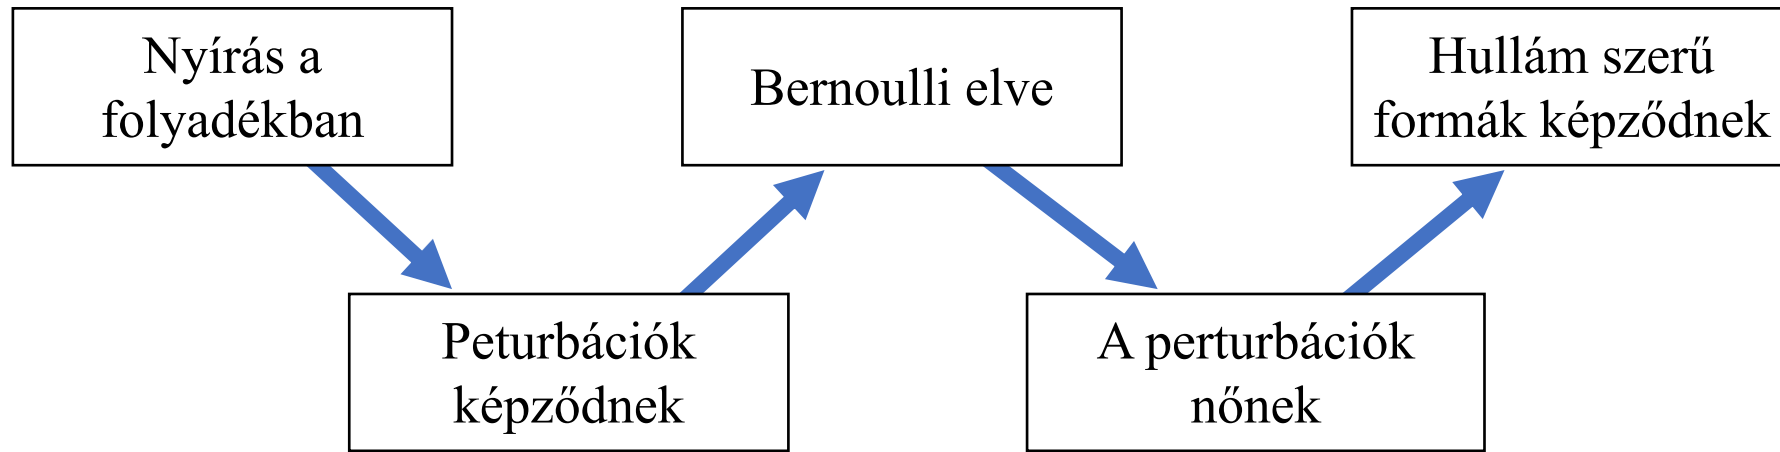 Nyírás a
folyadékban
Peturbációk
képződnek
Bernoulli elve
A perturbációk
nőnek
Hullám szerű
formák képződnek